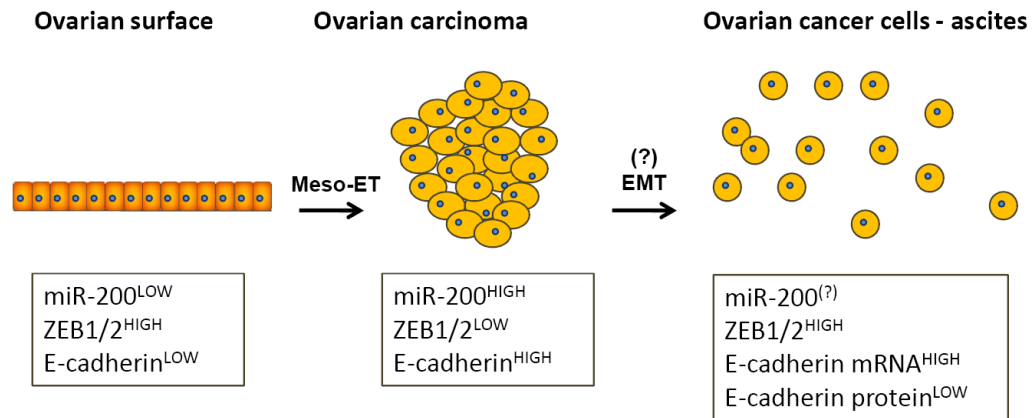 Ovarian surface
Ovarian carcinoma
Ovarian cancer cells - ascites
Meso-ET
(?)
EMT
miR-200LOW
ZEB1/2HIGH
E-cadherinLOW
miR-200HIGH
ZEB1/2LOW
E-cadherinHIGH
miR-200(?)
ZEB1/2HIGH
E-cadherin mRNAHIGH
E-cadherin proteinLOW